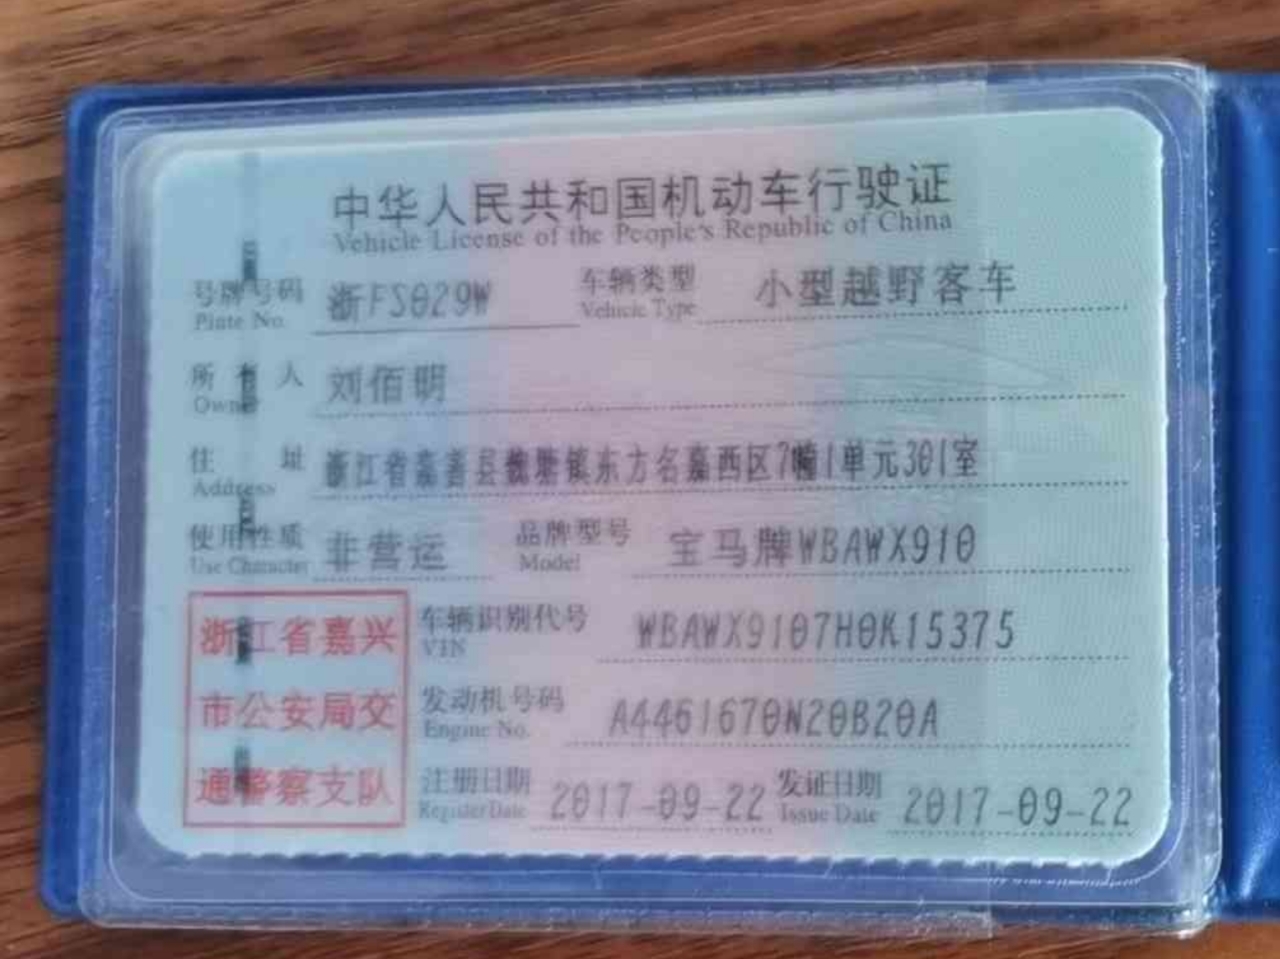 中华人民共和国机动车行驶证
Vehicle License of the People's Republic of China
号牌号码 浙FS029W 车辆类型 小型越野客车
Plate No. Vehicle Type
所有人 刘佰明
Owner
住址 浙江省嘉善县魏塘镇东方名嘉西区7幢1单元301室
Address
使用性质 非营运 品牌型号 宝马牌WBAWX910
Use Character Model
浙江省嘉兴
市公安局交
通警察支队
车辆识别代号 WBAWX9107H0K15375
VIN
发动机号码 A4461670N20B20A
Engine No.
注册日期 2017-09-22 发证日期 2017-09-22
Register Date Issue Date